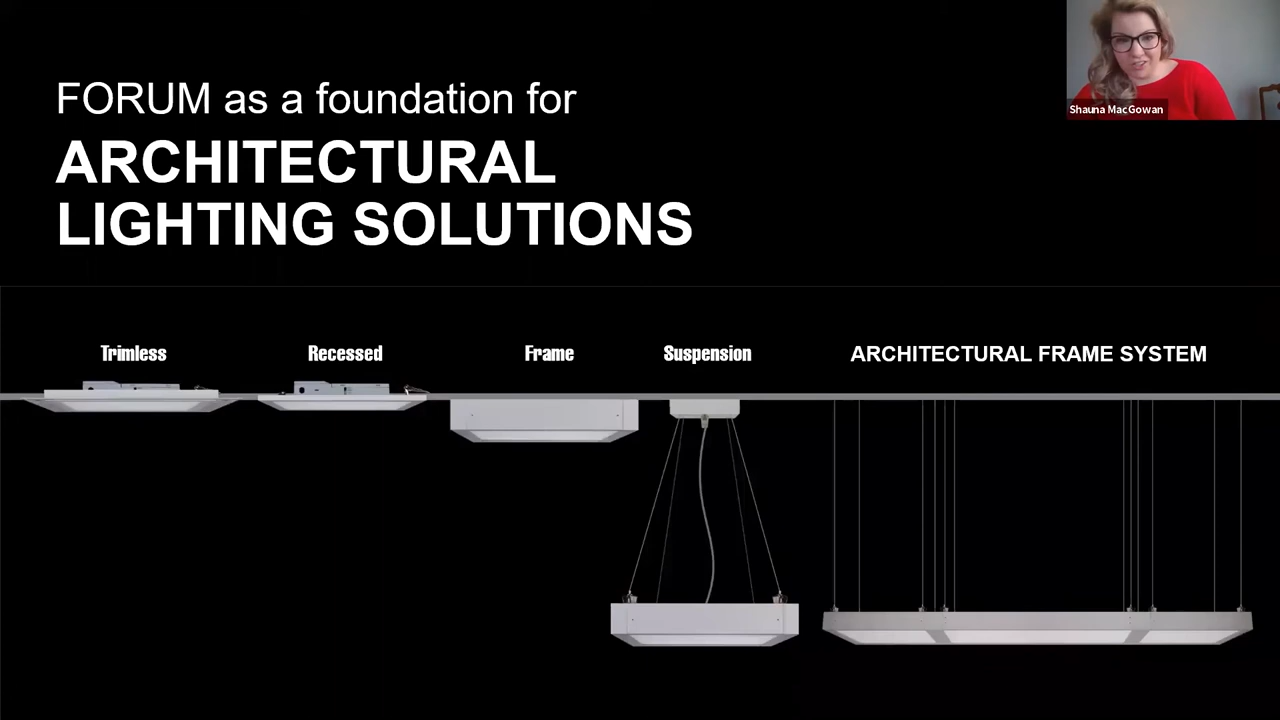 FORUM as a foundation for
ARCHITECTURAL
LIGHTING SOLUTIONS
Shauna MacGowan
Trimless
Recessed
Frame
Suspension
ARCHITECTURAL FRAME SYSTEM